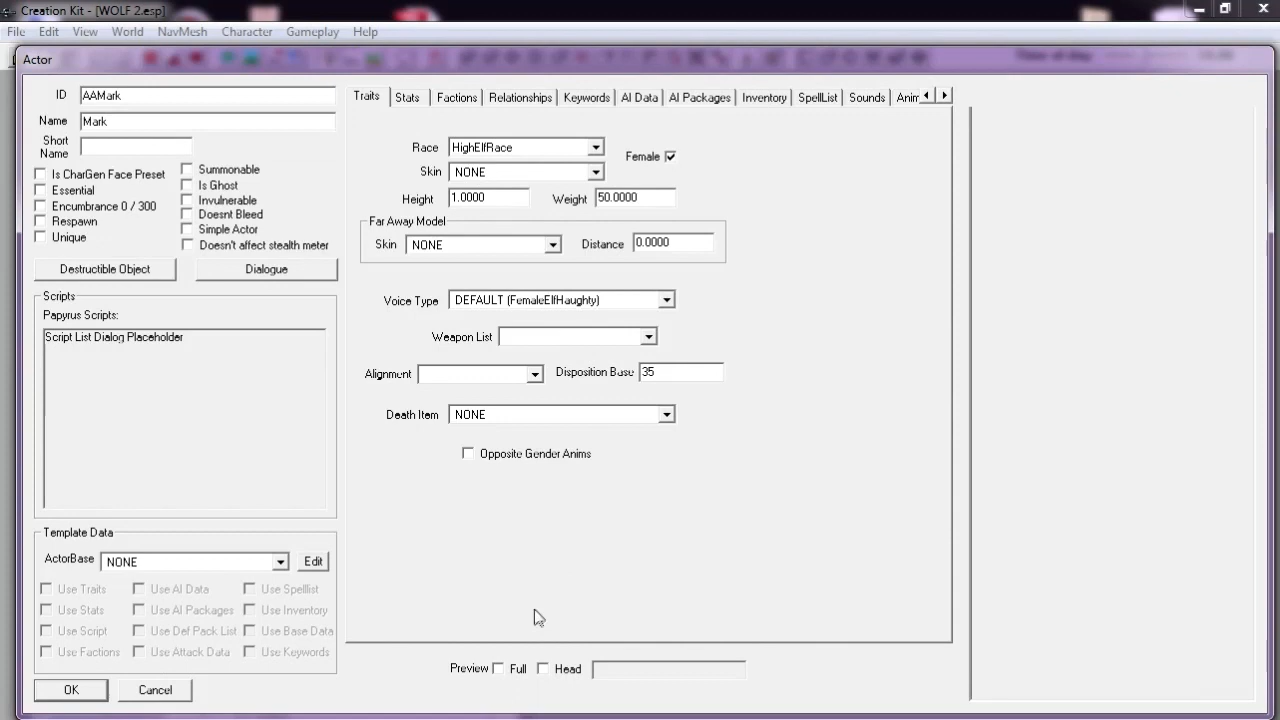 Creation Kit - [WOLF 2.esp]
File Edit View World NavMesh Character Gameplay Help
Actor
ID AAMark
Name Mark
Short Name
Is CharGen Face Preset
Essential
Encumbrance 0 / 300
Respawn
Unique
Summonable
Is Ghost
Invulnerable
Doesnt Bleed
Simple Actor
Doesn't affect stealth meter
Destructible Object Dialogue
Scripts
Papyrus Scripts:
Script List Dialog Placeholder
Template Data
ActorBase NONE Edit
Use Traits Use AI Data Use Spelllist
Use Stats Use AI Packages Use Inventory
Use Script Use Def Pack List Use Base Data
Use Factions Use Attack Data Use Keywords
OK Cancel
Traits Stats Factions Relationships Keywords AI Data AI Packages Inventory SpellList Sounds Anim
Race HighElfRace Female
Skin NONE
Height 1.0000 Weight 50.0000
Far Away Model
Skin NONE Distance 0.0000
Voice Type DEFAULT (FemaleElfHaughty)
Weapon List
Alignment Disposition Base 35
Death Item NONE
Opposite Gender Anims
Preview Full Head